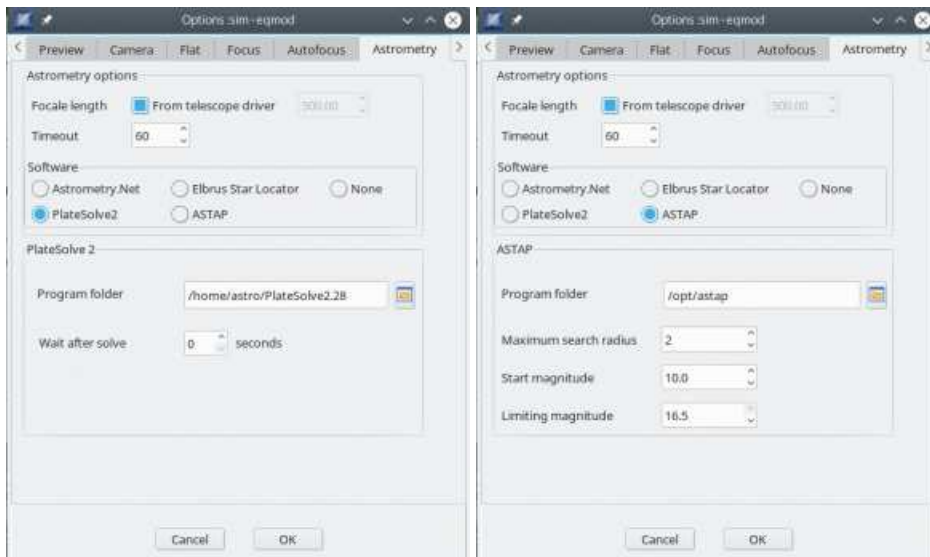 Options :sim-eqmod
Preview Camera Flat Focus Autofocus Astrometry
Astrometry options
Focale length From telescope driver 500.00
Timeout 60
Software
Astrometry.Net Elbrus Star Locator None
PlateSolve2 ASTAP
PlateSolve 2
Program folder /home/astro/PlateSolve2.28
Wait after solve 0 seconds
Cancel OK
Options :sim-eqmod
Preview Camera Flat Focus Autofocus Astrometry
Astrometry options
Focale length From telescope driver 500.00
Timeout 60
Software
Astrometry.Net Elbrus Star Locator None
PlateSolve2 ASTAP
ASTAP
Program folder /opt/astap
Maximum search radius 2
Start magnitude 10.0
Limiting magnitude 16.5
Cancel OK